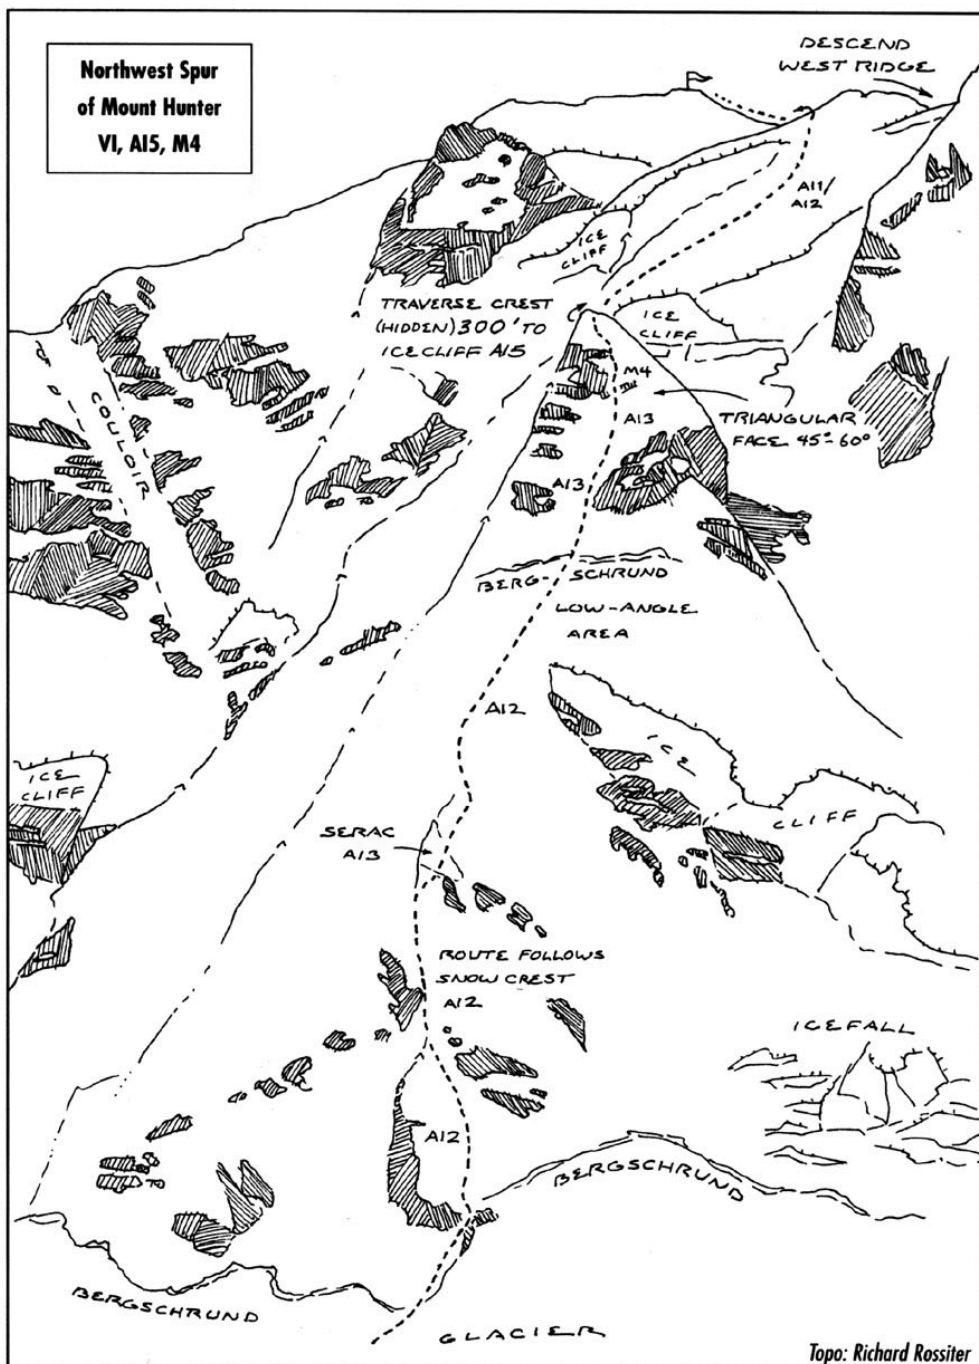 Northwest Spur
of Mount Hunter
VI, AI5, M4
DESCEND
WEST RIDGE
AI1/
AI2
ICE
CLIFF
TRAVERSE CREST
(HIDDEN) 300' TO
ICE CLIFF AI5
ICE
CLIFF
M4
AI3
TRIANGULAR
FACE 45°-60°
COULOIR
AI3
BERG-SCHRUND
LOW-ANGLE
AREA
AI2
ICE
CLIFF
ICE
CLIFF
SERAC
AI3
ROUTE FOLLOWS
SNOW CREST
AI2
ICEFALL
AI2
BERGSCHRUND
BERGSCHRUND
GLACIER
Topo: Richard Rossiter